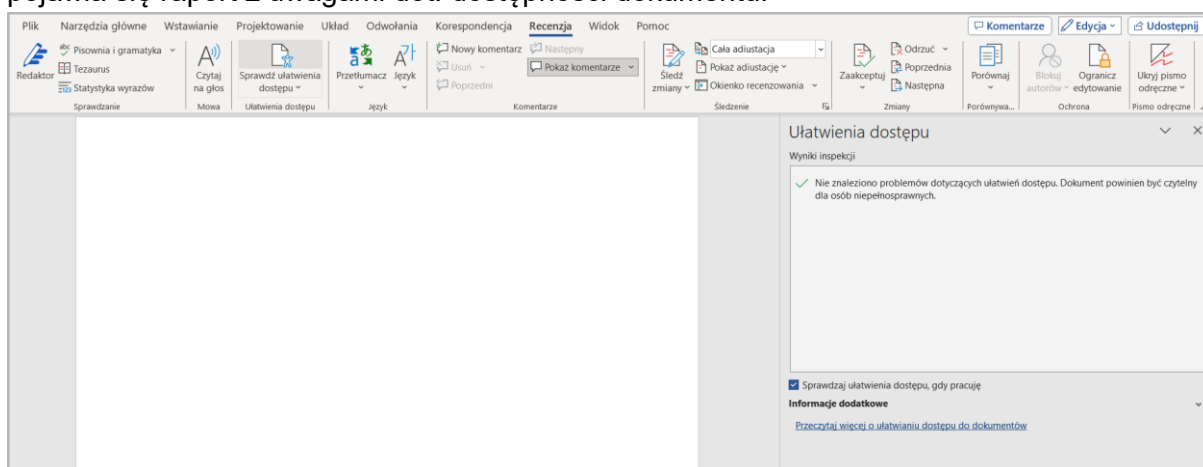 pojawia się raport z uwagami dot. dostępności dokumentu.
Plik Narzędzia główne Wstawianie Projektowanie Układ Odwołania Korespondencja Recenzja Widok Pomoc Komentarze Edycja Udostępnij
Redaktor
Pisownia i gramatyka
Tezaurus
Statystyka wyrazów
Sprawdzanie
Czytaj
na głos
Mowa
Sprawdź ułatwienia
dostępu
Ułatwienia dostępu
Przetłumacz
Język
Język
Nowy komentarz
Usuń
Poprzedni
Następny
Pokaż komentarze
Komentarze
Śledź
zmiany
Cała adiustacja
Pokaż adiustację
Okienko recenzowania
Śledzenie
Zaakceptuj
Odrzuć
Poprzednia
Następna
Zmiany
Porównaj
Porównywa...
Blokuj
autorów
Ogranicz
edytowanie
Ochrona
Ukryj pismo
odręczne
Pismo odręczne
Ułatwienia dostępu
Wyniki inspekcji
Nie znaleziono problemów dotyczących ułatwień dostępu. Dokument powinien być czytelny
dla osób niepełnosprawnych.
Sprawdzaj ułatwienia dostępu, gdy pracuję
Informacje dodatkowe
Przeczytaj więcej o ułatwianiu dostępu do dokumentów